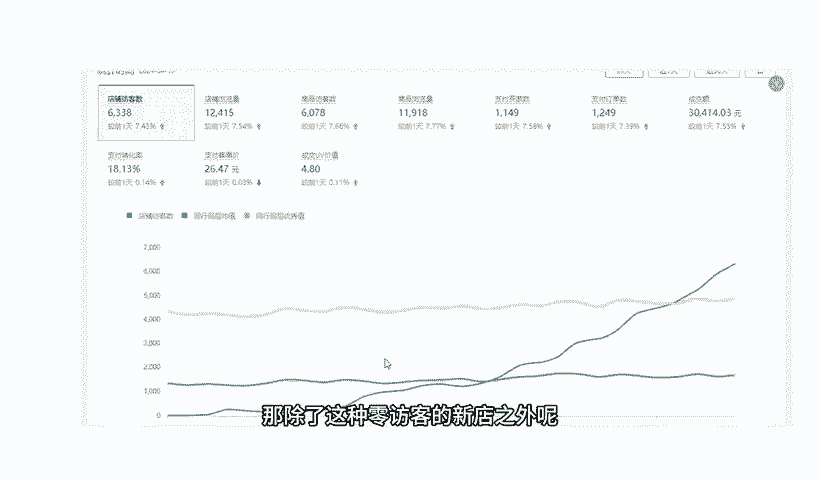 店铺访客数 店铺浏览量 商品访客数 商品浏览量 支付买家数 支付订单数 成交额
6,338 12,415 6,078 11,918 1,149 1,249 30,414.03 元
较前1天 7.43% 较前1天 7.54% 较前1天 7.66% 较前1天 7.77% 较前1天 7.58% 较前1天 7.39% 较前1天 7.55%
支付转化率 支付客单价 成交UV价值
18.13% 26.47 元 4.80
较前1天 0.14% 较前1天 0.03% 较前1天 0.11%
店铺访客数
7,000
6,000
5,000
4,000
3,000
2,000
1,000
0
那除了这种零访客的新店之外呢